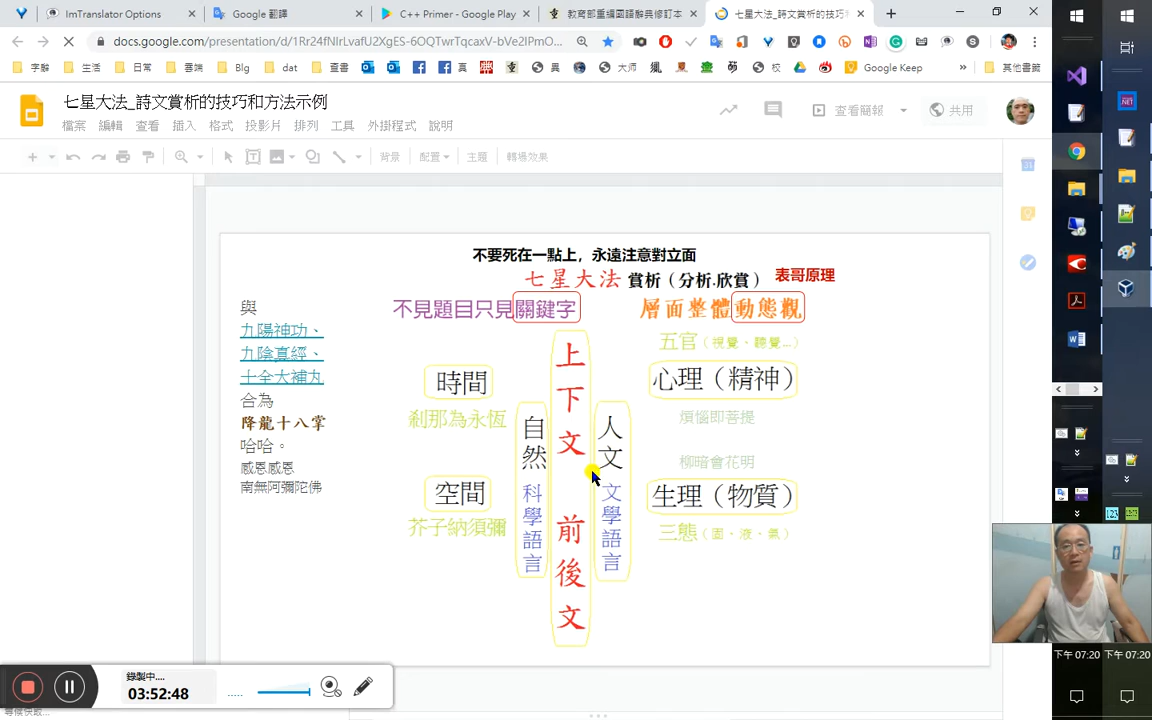 ImTranslator Options
Google 翻譯
C++ Primer - Google Play
教育部重編國語辭典修訂本
七星大法_詩文賞析的技巧
docs.google.com/presentation/d/1Rr24fNIrLvafU2XgES-6OQTwrTqcaxV-bVe2IPmO...
字辭
生活
日常
雲端
Blg
dat
查書
異
大师
校
Google Keep
»
其他書籤
七星大法_詩文賞析的技巧和方法示例
檔案 編輯 查看 插入 格式 投影片 排列 工具 外掛程式 說明
查看簡報
共用
背景 配置 主題 轉場效果
不要死在一點上，永遠注意對立面
七星大法 賞析（分析.欣賞） 表哥原理
不見題目只見關鍵字
層面整體動態觀
與
九陽神功、
九陰真經、
十全大補丸
合為
降龍十八掌
哈哈。
感恩感恩
南無阿彌陀佛
時間
剎那為永恆
空間
芥子納須彌
自然 科學語言
上下文 前後文
人文 文學語言
五官（視覺、聽覺...）
心理（精神）
煩惱即菩提
柳暗會花明
生理（物質）
三態（固、液、氣）
錄製中....
03:52:48
下午 07:20
下午 07:20